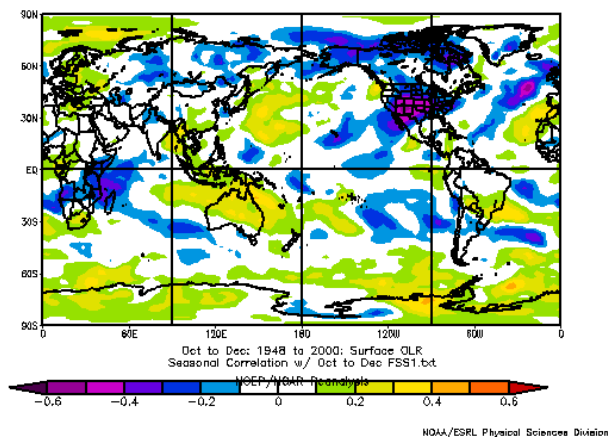 90N
60N
30N
EQ
30S
60S
90S
0 60E 120E 180 120W 60W 0
Oct to Dec: 1948 to 2000: Surface OLR
Seasonal Correlation w/ Oct to Dec FSS1.txt
NCEP/NCAR Reanalysis
-0.6 -0.4 -0.2 0 0.2 0.4 0.6
NOAA/ESRL Physical Sciences Division